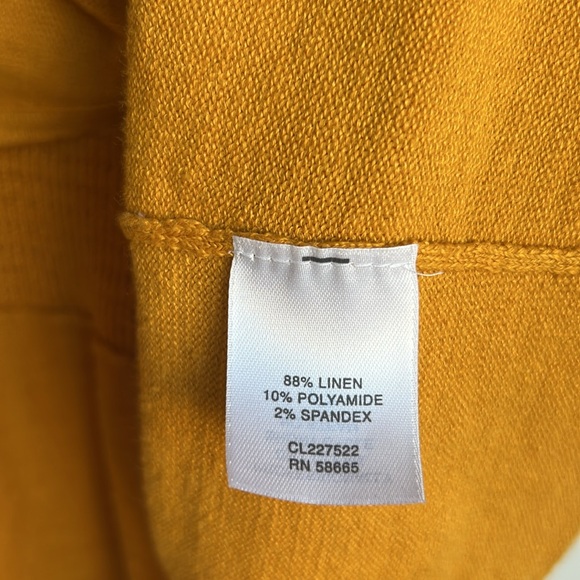 88% LINEN
10% POLYAMIDE
2% SPANDEX
CL227522
RN 58665